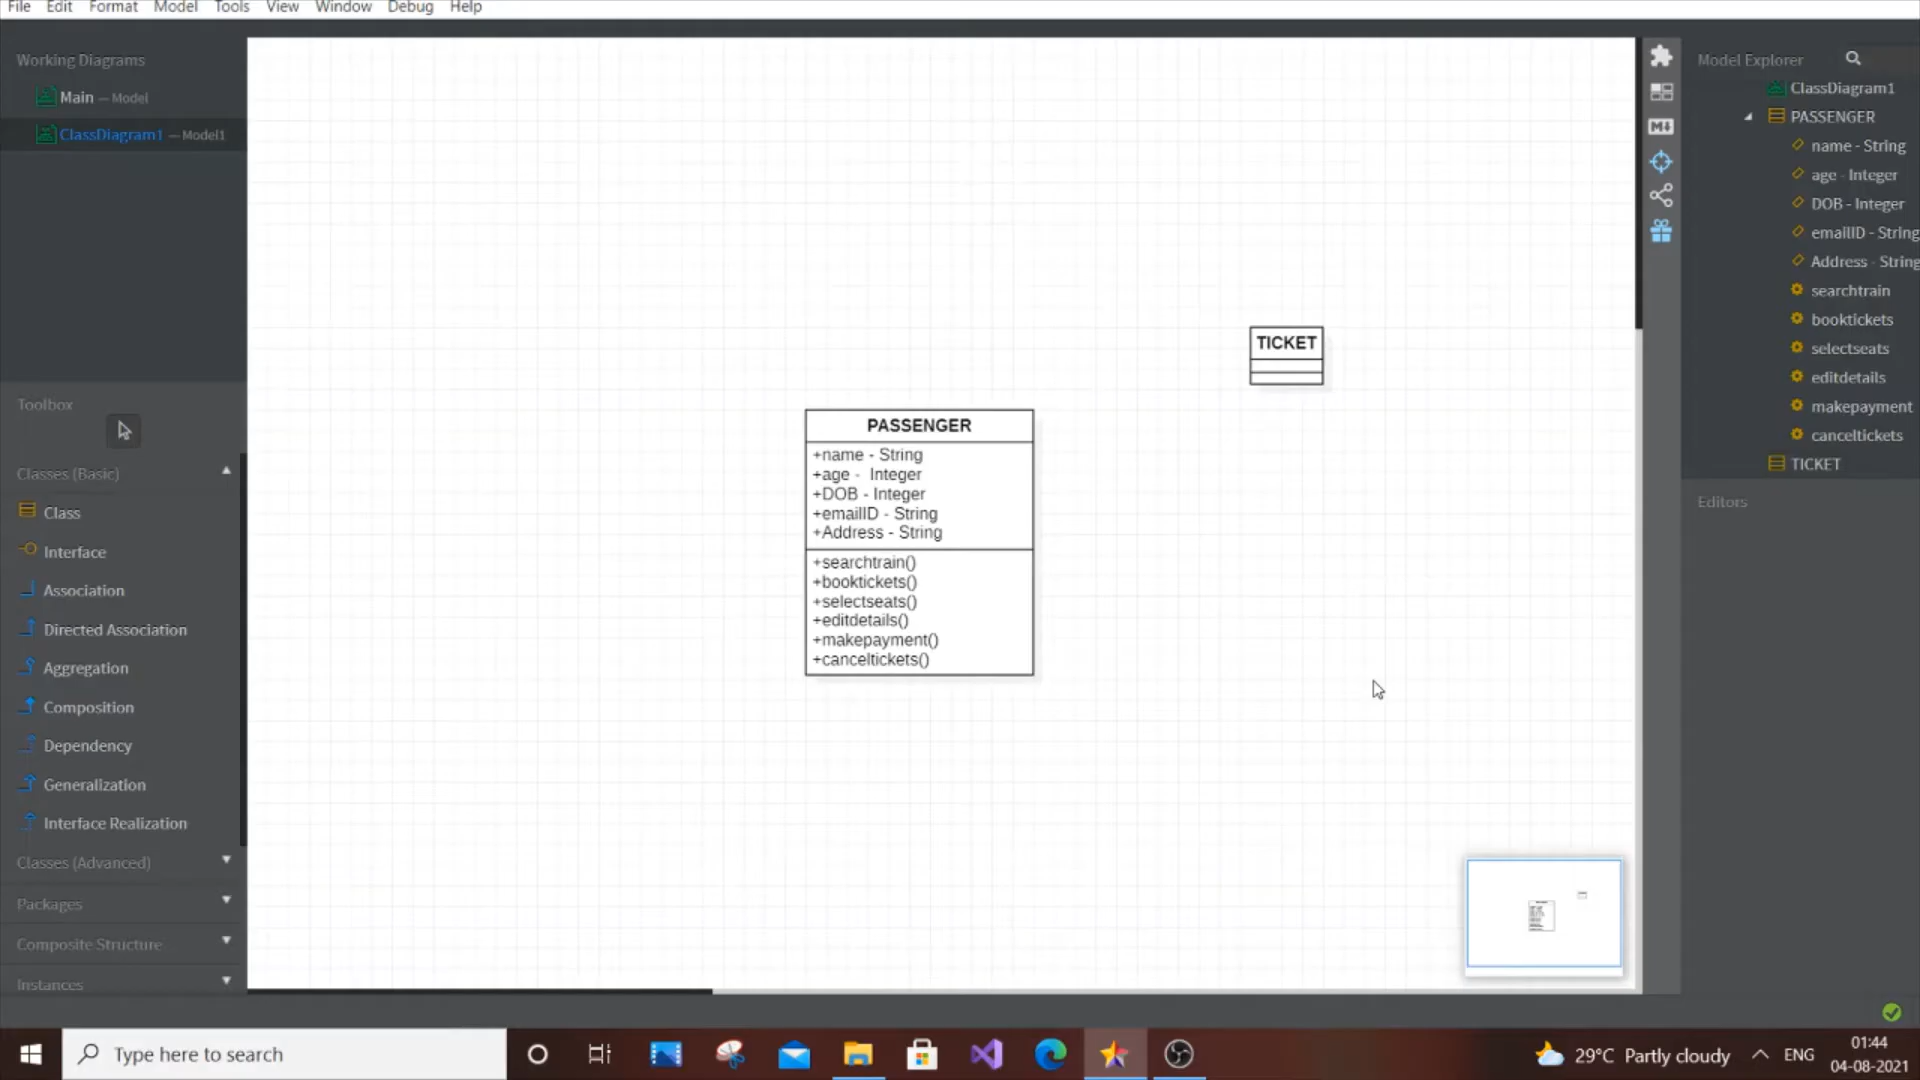 File Edit Format Model Tools View Window Debug Help
Working Diagrams
Main — Model
ClassDiagram1 — Model1
Toolbox
Classes (Basic)
Class
Interface
Association
Directed Association
Aggregation
Composition
Dependency
Generalization
Interface Realization
Classes (Advanced)
Packages
Composite Structure
Instances
TICKET
PASSENGER
+name - String
+age - Integer
+DOB - Integer
+emailID - String
+Address - String
+searchtrain()
+booktickets()
+selectseats()
+editdetails()
+makepayment()
+canceltickets()
Model Explorer
ClassDiagram1
PASSENGER
name - String
age - Integer
DOB - Integer
emailID - String
Address - String
searchtrain
booktickets
selectseats
editdetails
makepayment
canceltickets
TICKET
Editors
Type here to search
29°C Partly cloudy
ENG
01:44
04-08-2021